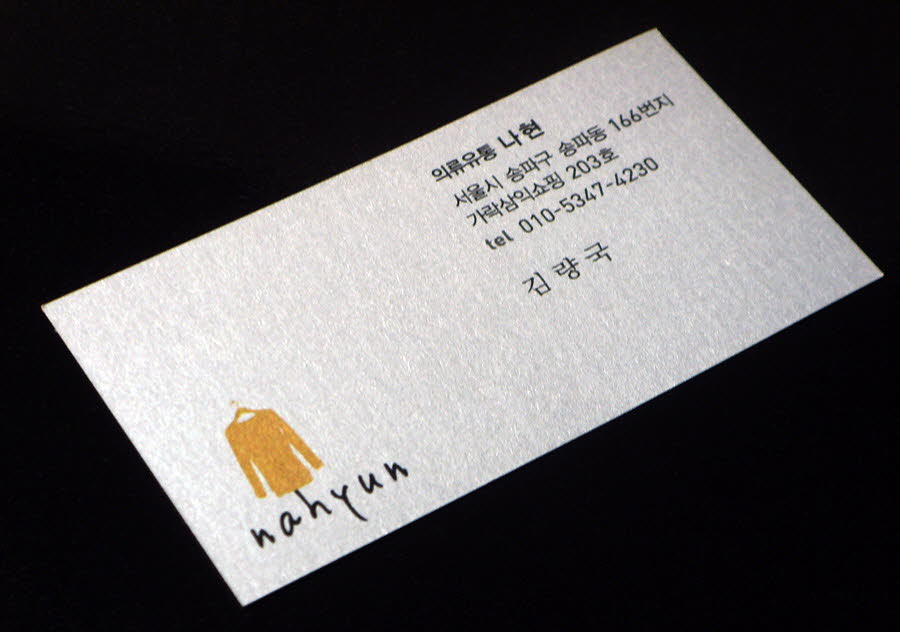 의류유통 나현
서울시 송파구 송파동 166번지
가락삼익쇼핑 203호
tel 010-5347-4230
김량국
nahyun